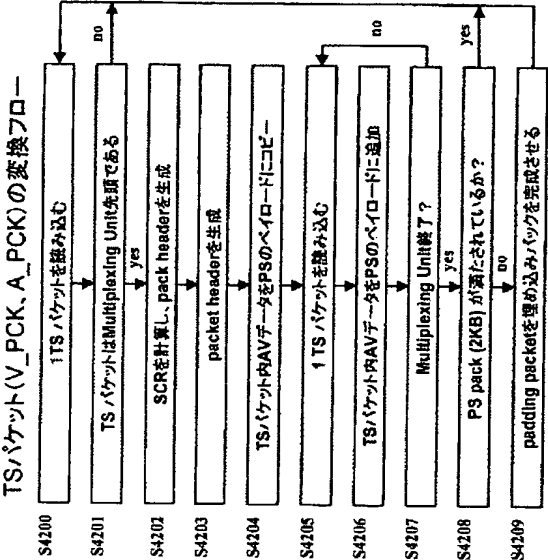 TSパケット(V_PCK、A_PCK)の変換フロー
S4200
1TS パケットを読み込む
S4201
TS パケットはMultiplexing Unit先頭である
no
yes
S4202
SCRを計算し、pack headerを生成
S4203
packet headerを生成
S4204
TSパケット内AVデータをPSのペイロードにコピー
S4205
1 TS パケットを読み込む
S4206
TSパケット内AVデータをPSのペイロードに追加
S4207
Multiplexing Unit終了?
no
yes
S4208
PS pack (2KB) が満たされているか?
yes
no
S4209
padding packetを埋め込みパックを完成させる